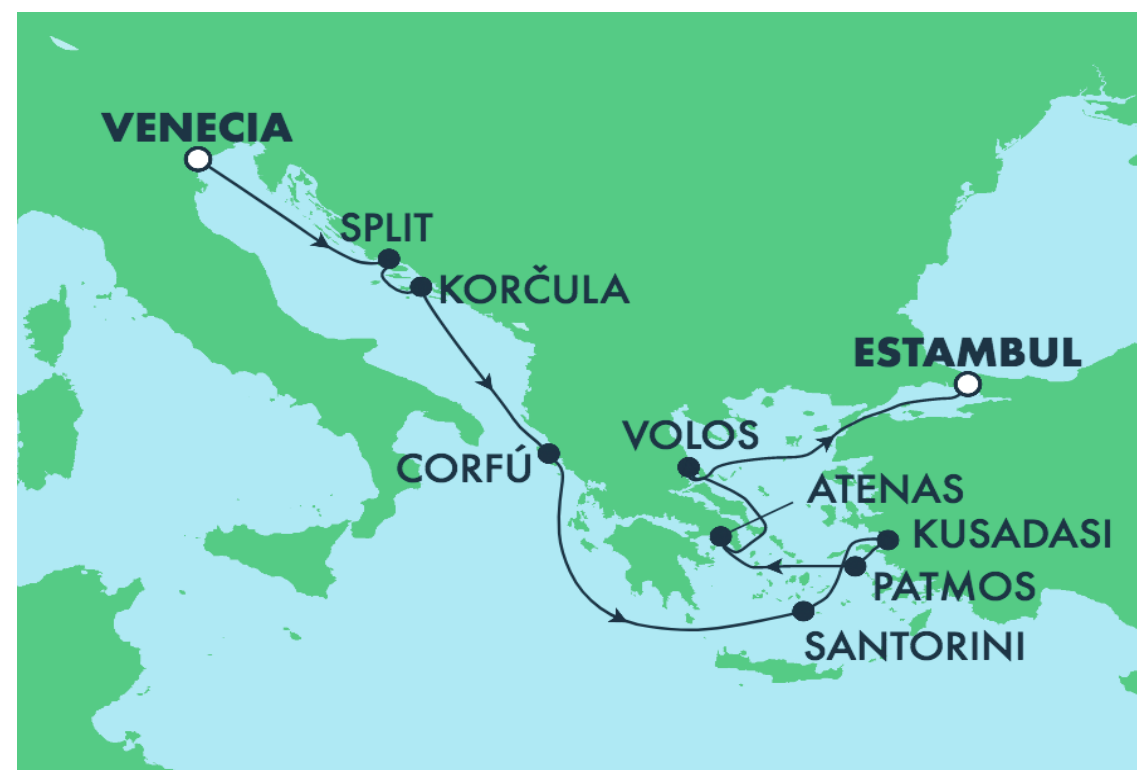 VENECIA
SPLIT
KORČULA
ESTAMBUL
VOLOS
CORFÚ
ATENAS
KUSADASI
PATMOS
SANTORINI